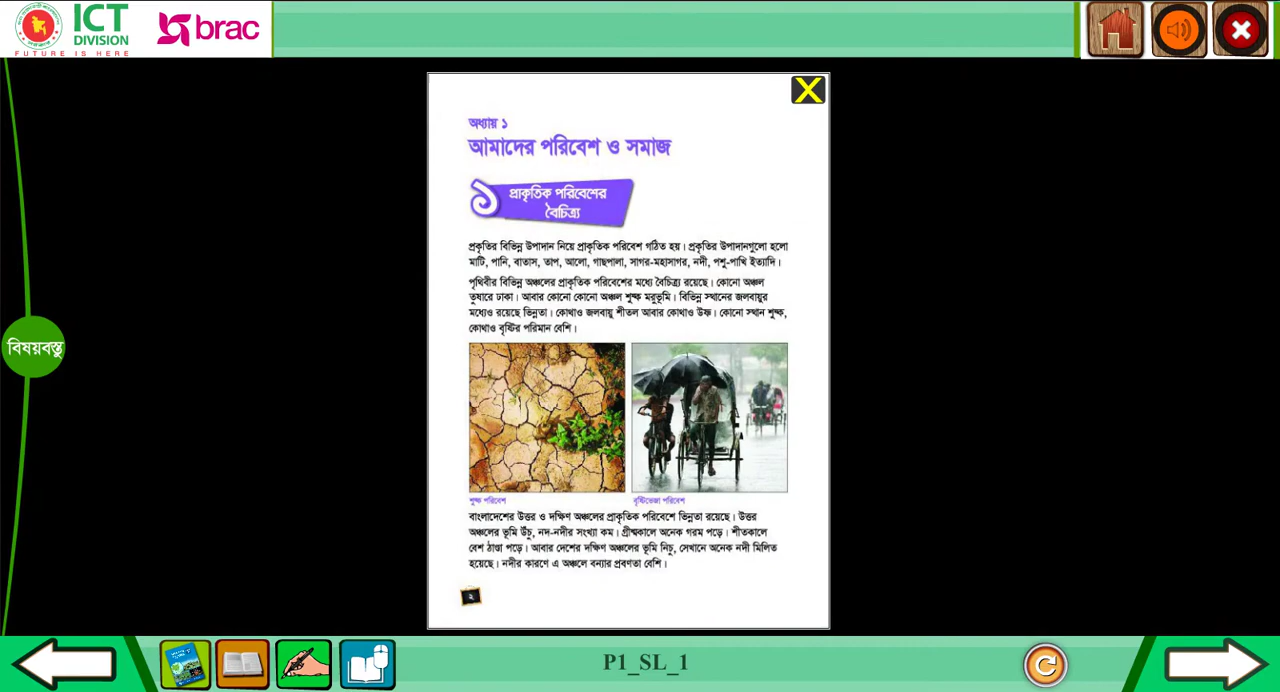 ICT
DIVISION
FUTURE IS HERE
brac
X
অধ্যায় ১
আমাদের পরিবেশ ও সমাজ
১ প্রাকৃতিক পরিবেশের
বৈচিত্র্য
প্রকৃতির বিভিন্ন উপাদান নিয়ে প্রাকৃতিক পরিবেশ গঠিত হয়। প্রকৃতির উপাদানগুলো হলো
মাটি, পানি, বাতাস, তাপ, আলো, গাছপালা, সাগর-মহাসাগর, নদী, পশু-পাখি ইত্যাদি।
পৃথিবীর বিভিন্ন অঞ্চলের প্রাকৃতিক পরিবেশের মধ্যে বৈচিত্র্য রয়েছে। কোনো অঞ্চল
তুষারে ঢাকা। আবার কোনো কোনো অঞ্চল শুষ্ক মরুভূমি। বিভিন্ন স্থানের জলবায়ুর
মধ্যেও রয়েছে ভিন্নতা। কোথাও জলবায়ু শীতল আবার কোথাও উষ্ণ। কোনো স্থান শুষ্ক,
কোথাও বৃষ্টির পরিমান বেশি।
শুষ্ক পরিবেশ
বৃষ্টিভেজা পরিবেশ
বাংলাদেশের উত্তর ও দক্ষিণ অঞ্চলের প্রাকৃতিক পরিবেশে ভিন্নতা রয়েছে। উত্তর
অঞ্চলের ভূমি উঁচু, নদ-নদীর সংখ্যা কম। গ্রীষ্মকালে অনেক গরম পড়ে। শীতকালে
বেশ ঠাণ্ডা পড়ে। আবার দেশের দক্ষিণ অঞ্চলের ভূমি নিচু, সেখানে অনেক নদী মিলিত
হয়েছে। নদীর কারণে এ অঞ্চলে বন্যার প্রবণতা বেশি।
২
বিষয়বস্তু
P1_SL_1